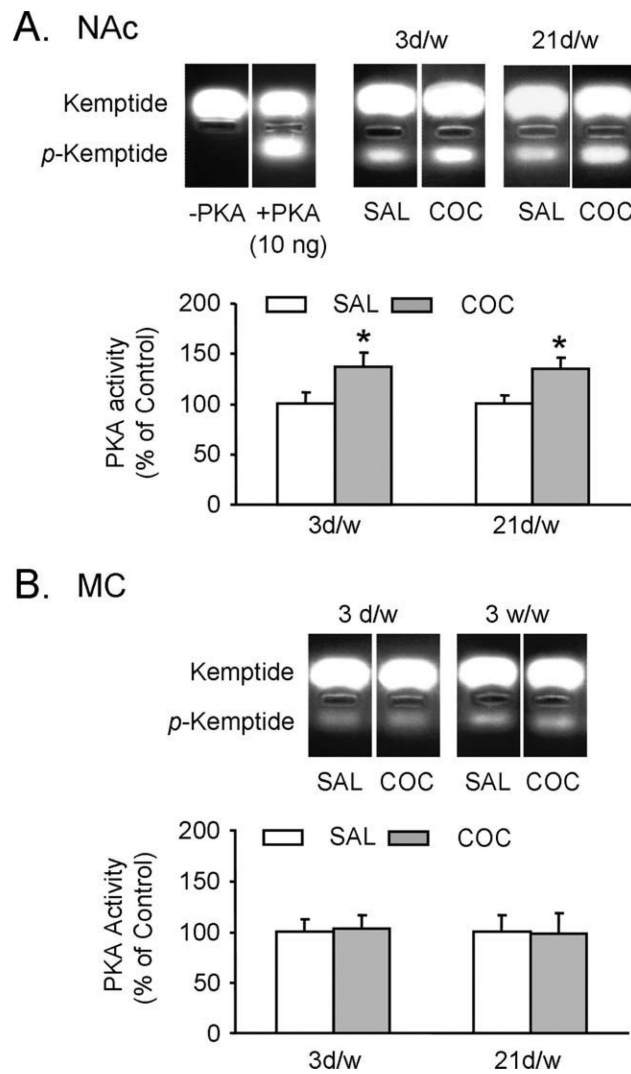 A. NAc
3d/w 21d/w
Kemptide
p-Kemptide
-PKA +PKA SAL COC SAL COC
(10 ng)
200
SAL COC
150
* *
100
50
0
PKA activity
(% of Control)
3d/w 21d/w
B. MC
3 d/w 3 w/w
Kemptide
p-Kemptide
SAL COC SAL COC
200
SAL COC
150
100
50
0
PKA Activity
(% of Control)
3d/w 21d/w